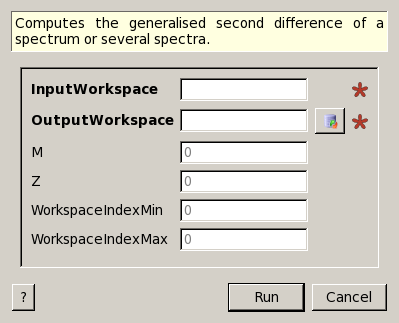 Computes the generalised second difference of a
spectrum or several spectra.
InputWorkspace *
OutputWorkspace *
M 0
Z 0
WorkspaceIndexMin 0
WorkspaceIndexMax 0
? Run Cancel